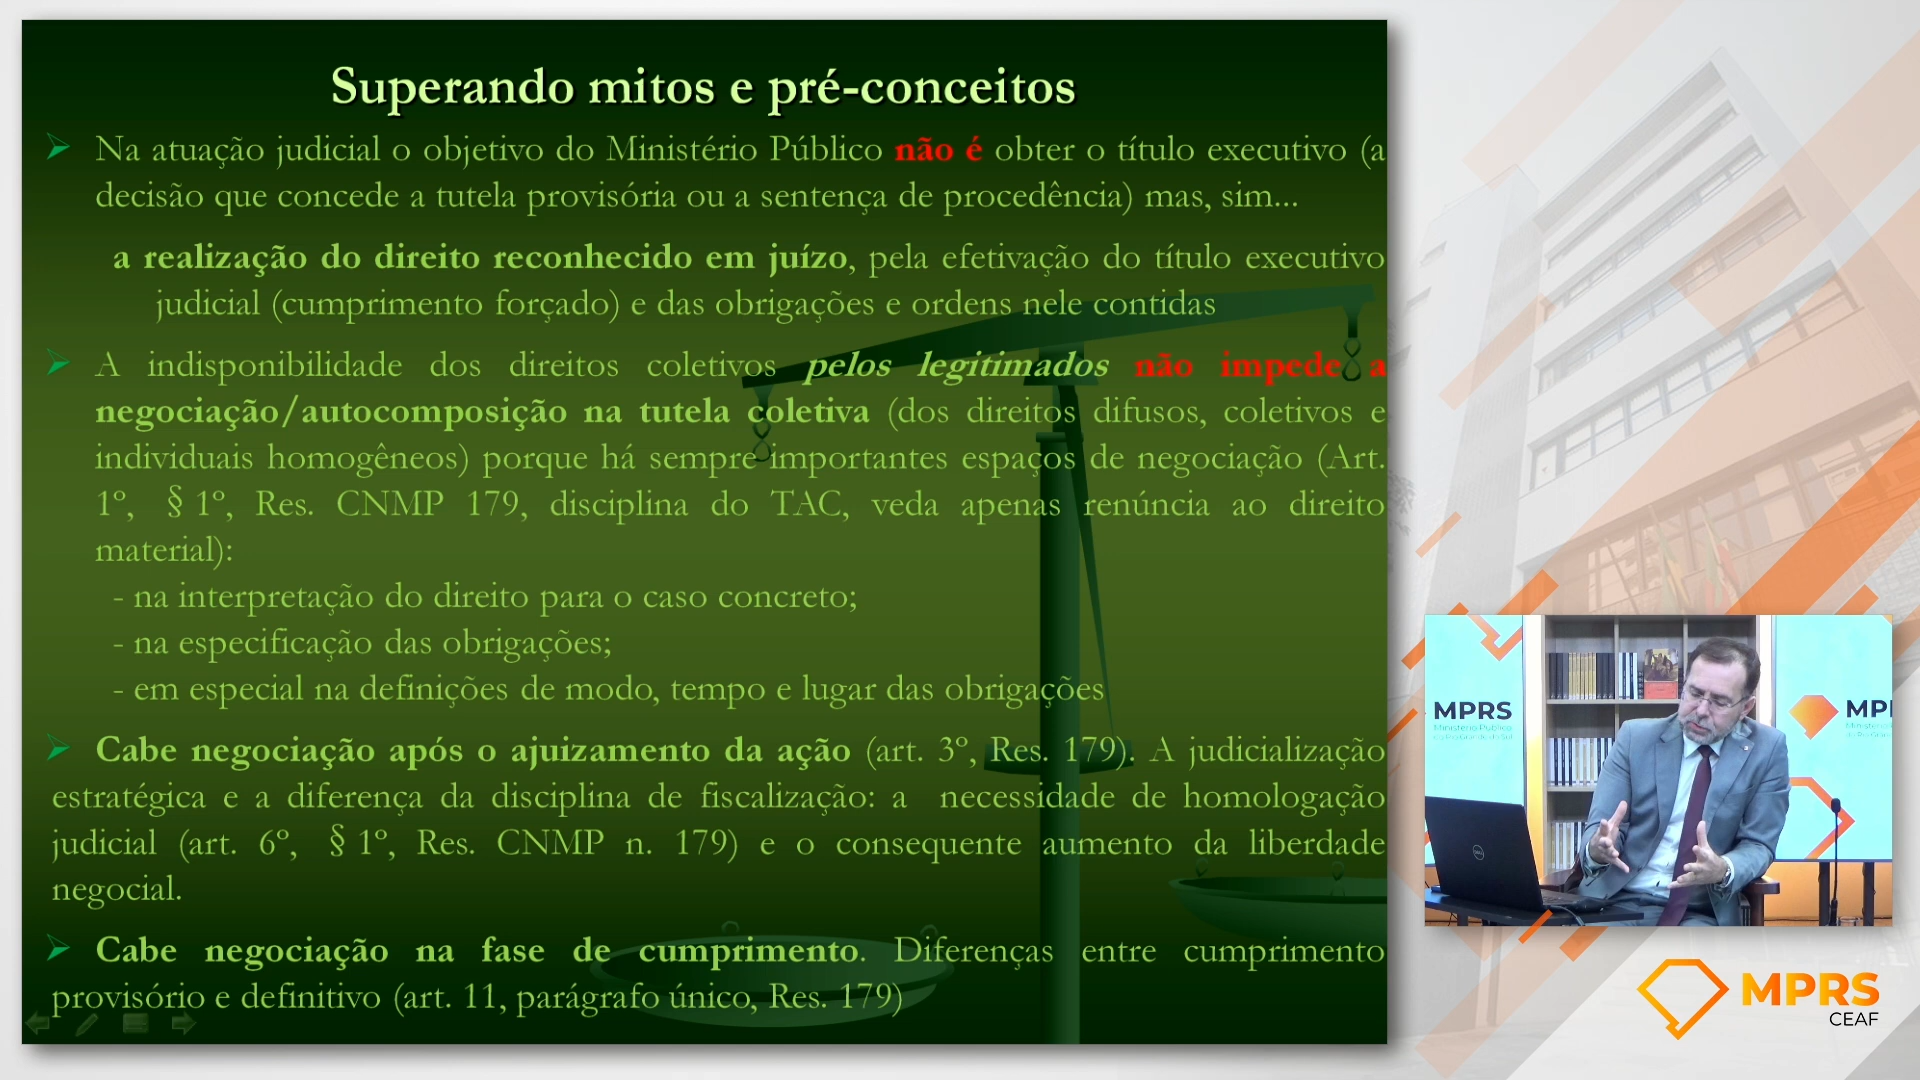 Superando mitos e pré-conceitos
Na atuação judicial o objetivo do Ministério Público não é obter o título executivo (a
decisão que concede a tutela provisória ou a sentença de procedência) mas, sim...
a realização do direito reconhecido em juízo, pela efetivação do título executivo
judicial (cumprimento forçado) e das obrigações e ordens nele contidas
A indisponibilidade dos direitos coletivos pelos legitimados não impede a
negociação/autocomposição na tutela coletiva (dos direitos difusos, coletivos e
individuais homogêneos) porque há sempre importantes espaços de negociação (Art.
1º, § 1º, Res. CNMP 179, disciplina do TAC, veda apenas renúncia ao direito
material):
- na interpretação do direito para o caso concreto;
- na especificação das obrigações;
- em especial na definições de modo, tempo e lugar das obrigações
Cabe negociação após o ajuizamento da ação (art. 3º, Res. 179). A judicialização
estratégica e a diferença da disciplina de fiscalização: a necessidade de homologação
judicial (art. 6º, § 1º, Res. CNMP n. 179) e o consequente aumento da liberdade
negocial.
Cabe negociação na fase de cumprimento. Diferenças entre cumprimento
provisório e definitivo (art. 11, parágrafo único, Res. 179)
MPRS
Ministério Público
MP
MPRS
CEAF